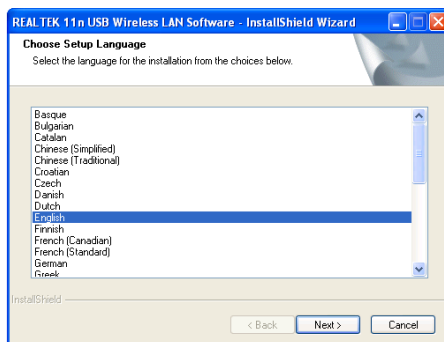 REALTEK 11n USB Wireless LAN Software - InstallShield Wizard
Choose Setup Language
Select the language for the installation from the choices below.
Basque
Bulgarian
Catalan
Chinese (Simplified)
Chinese (Traditional)
Croatian
Czech
Danish
Dutch
English
Finnish
French (Canadian)
French (Standard)
German
Greek
InstallShield
< Back
Next >
Cancel